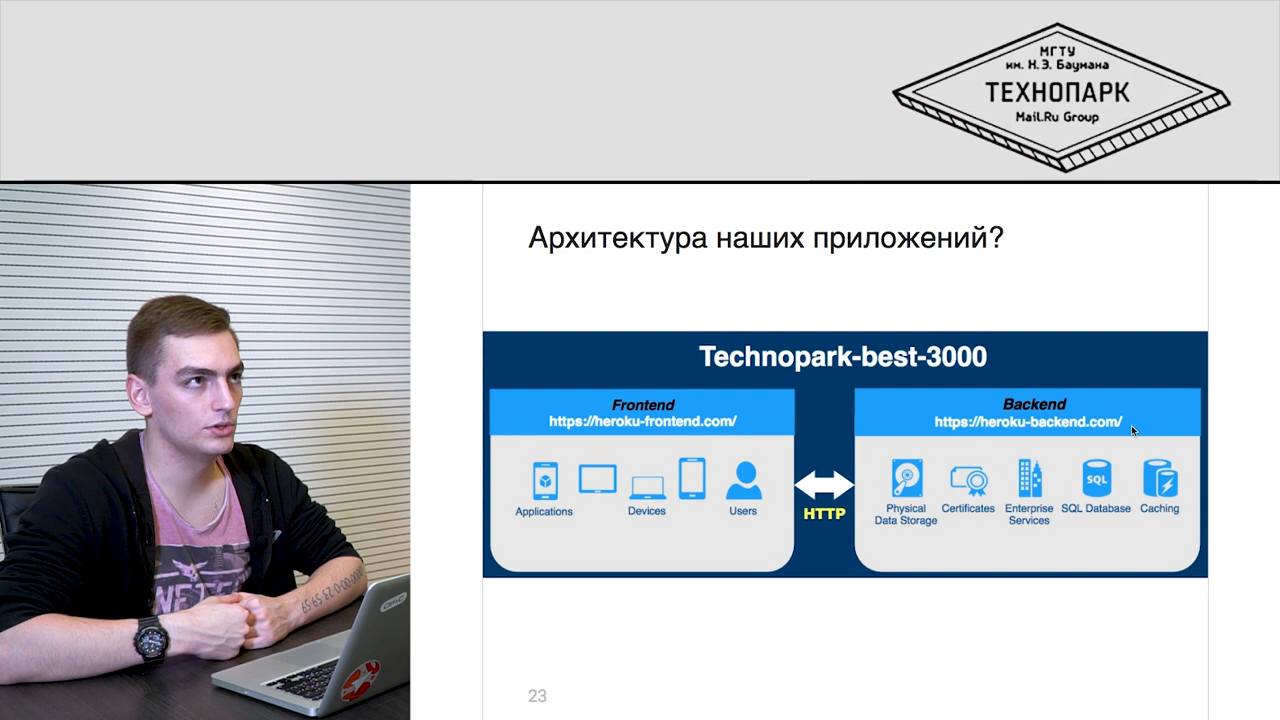 МГТУ
им. Н.Э. Баумана
ТЕХНОПАРК
Mail.Ru Group
Архитектура наших приложений?
Technopark-best-3000
Frontend
https://heroku-frontend.com/
Applications
Devices
Users
HTTP
Backend
https://heroku-backend.com/
Physical
Data Storage
Certificates
Enterprise
Services
SQL
SQL Database
Caching
23